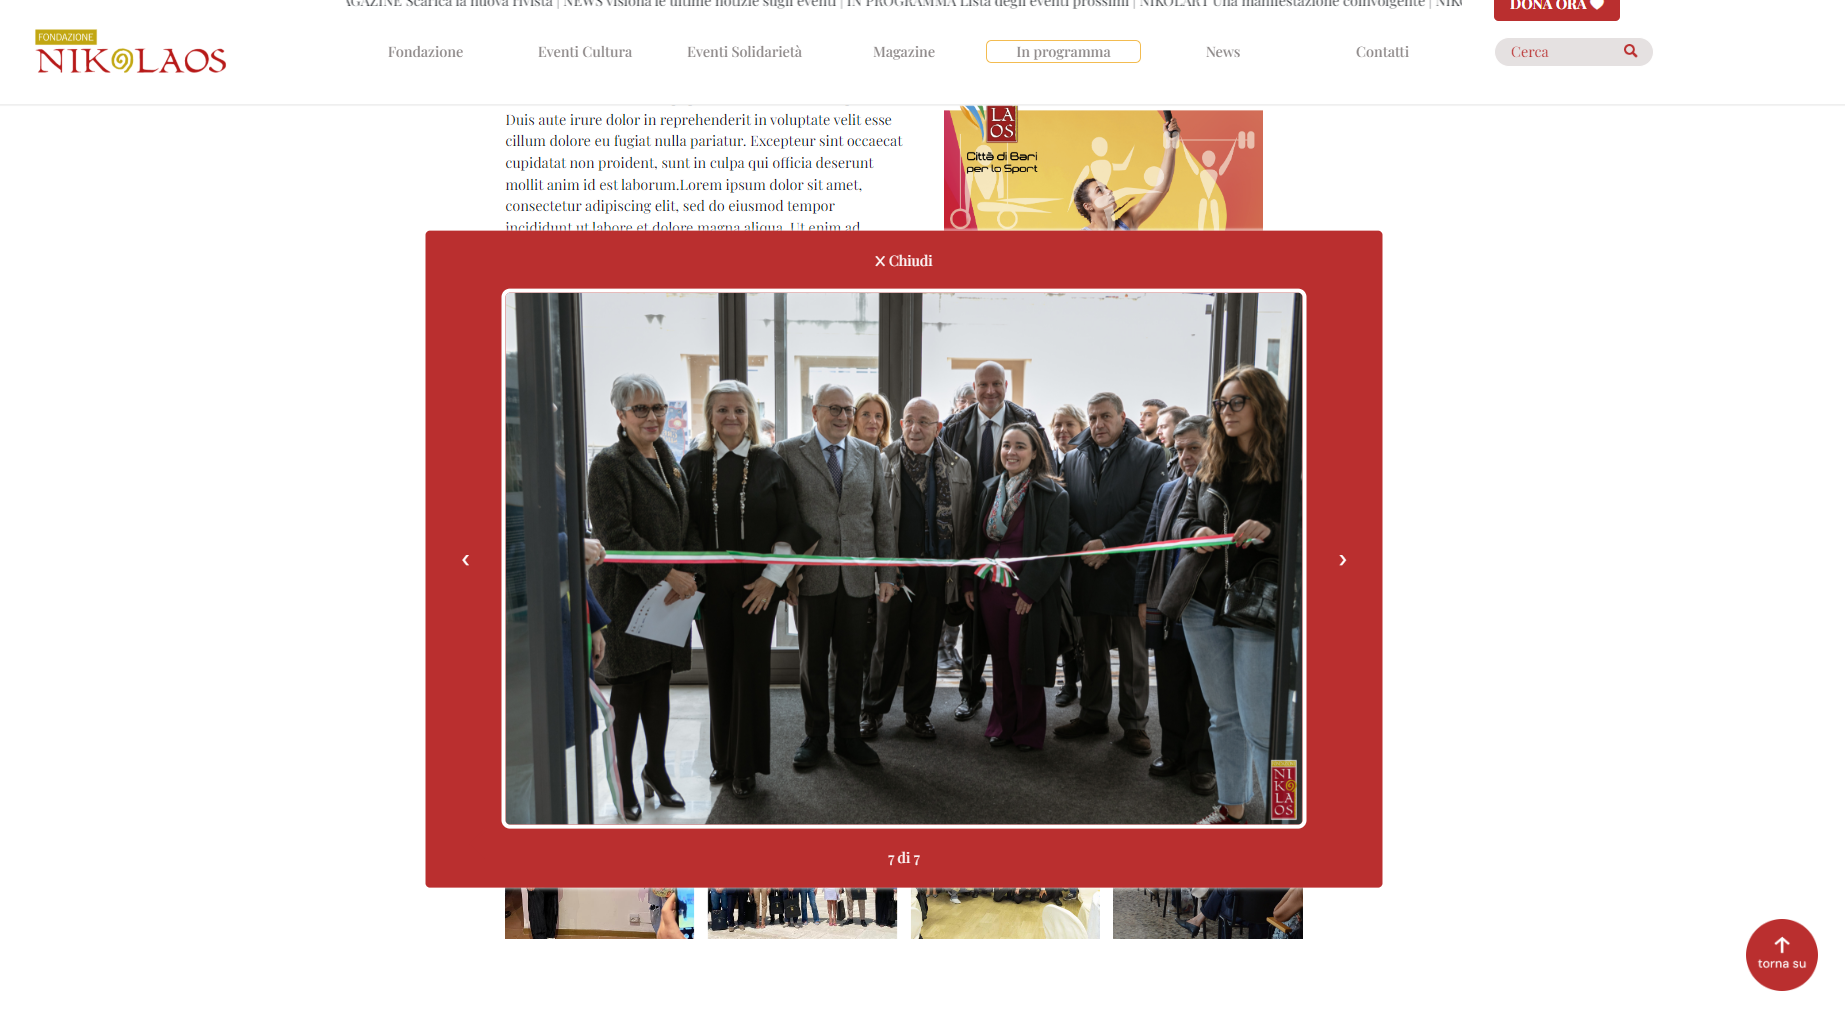 AGAZINE Scarica la nuova rivista | NEWS visiona le ultime notizie sugli eventi | IN PROGRAMMA Lista degli eventi prossimi | NIKOLART Una manifestazione coinvolgente | NIKO
DONA ORA
FONDAZIONE
NIKOLAOS
Fondazione
Eventi Cultura
Eventi Solidarietà
Magazine
In programma
News
Contatti
Cerca
Duis aute irure dolor in reprehenderit in voluptate velit esse
cillum dolore eu fugiat nulla pariatur. Excepteur sint occaecat
cupidatat non proident, sunt in culpa qui officia deserunt
mollit anim id est laborum.Lorem ipsum dolor sit amet,
consectetur adipiscing elit, sed do eiusmod tempor
incididunt ut labore et dolore magna aliqua. Ut enim ad
LA
OS
Città di Bari
per lo Sport
X Chiudi
‹
›
NI
KO
LA
OS
7 di 7
torna su